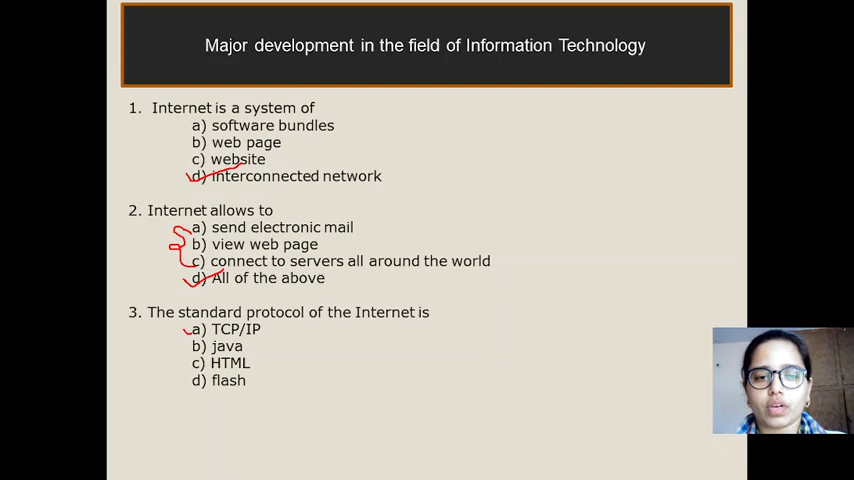 Major development in the field of Information Technology
1. Internet is a system of
a) software bundles
b) web page
c) website
d) interconnected network
2. Internet allows to
a) send electronic mail
b) view web page
c) connect to servers all around the world
d) All of the above
3. The standard protocol of the Internet is
a) TCP/IP
b) java
c) HTML
d) flash